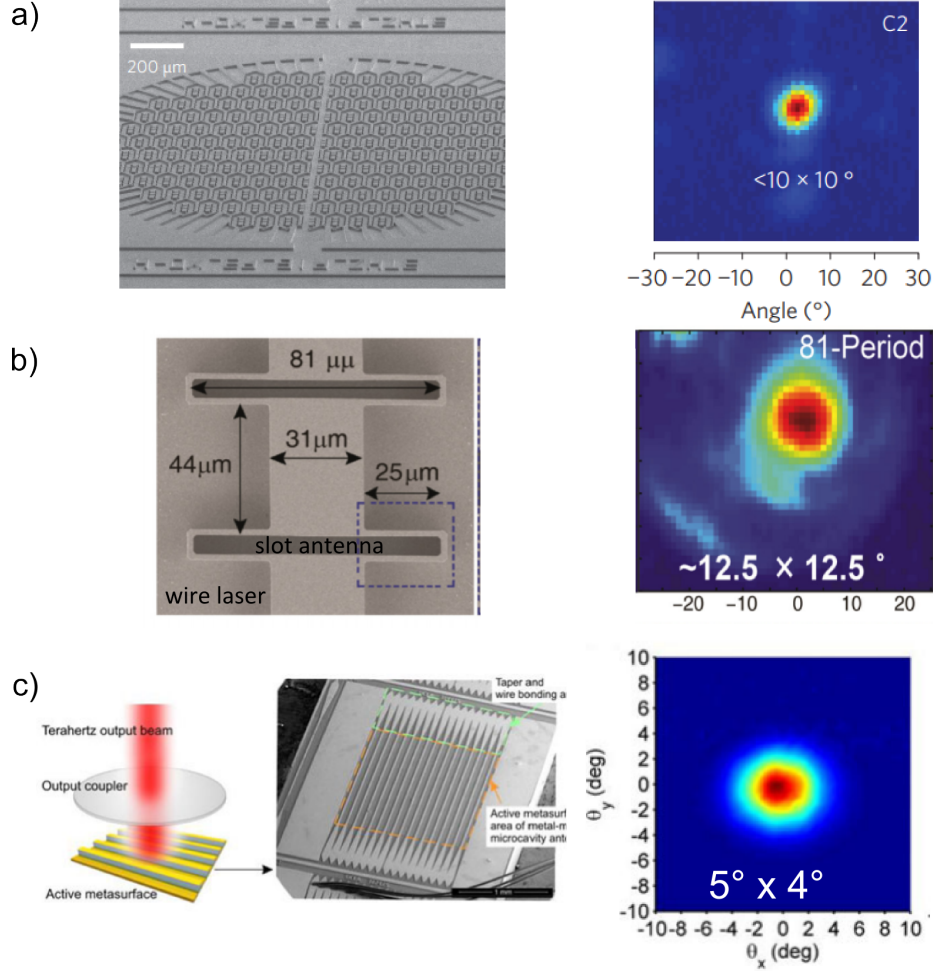 a)
200 μm
C2
<10 × 10 °
−30 −20 −10 0 10 20 30
Angle (°)
b)
81 μμ
31μm
44μm
25μm
slot antenna
wire laser
81-Period
~12.5 × 12.5 °
−20 −10 0 10 20
c)
Terahertz output beam
Output coupler
Active metasurface
Taper and
wire bonding a
Active metasurf
area of metal-m
microcavity ante
1 mm
10
8
6
4
2
0
-2
-4
-6
-8
-10
θy (deg)
5° x 4°
-10 -8 -6 -4 -2 0 2 4 6 8 10
θx (deg)